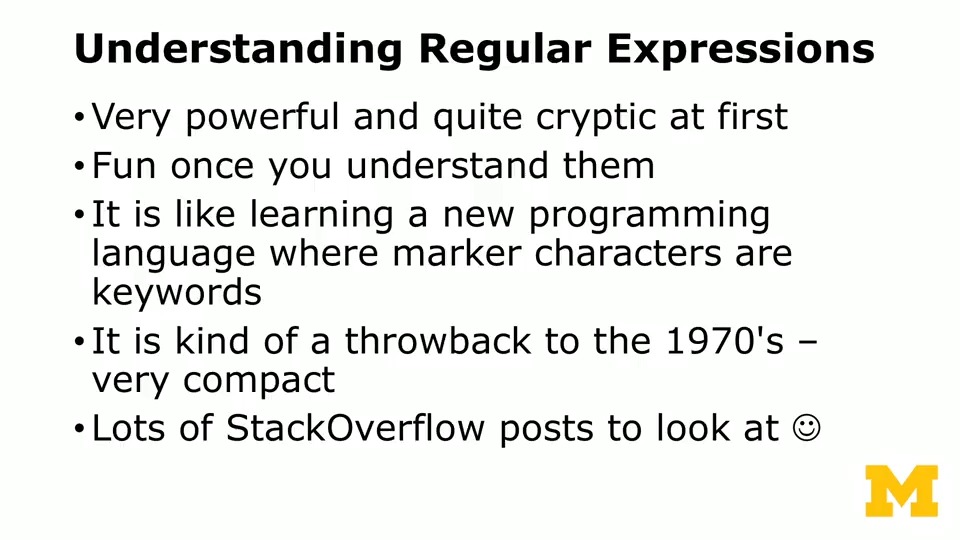 Understanding Regular Expressions
• Very powerful and quite cryptic at first
• Fun once you understand them
• It is like learning a new programming
language where marker characters are
keywords
• It is kind of a throwback to the 1970's –
very compact
• Lots of StackOverflow posts to look at ☺
M